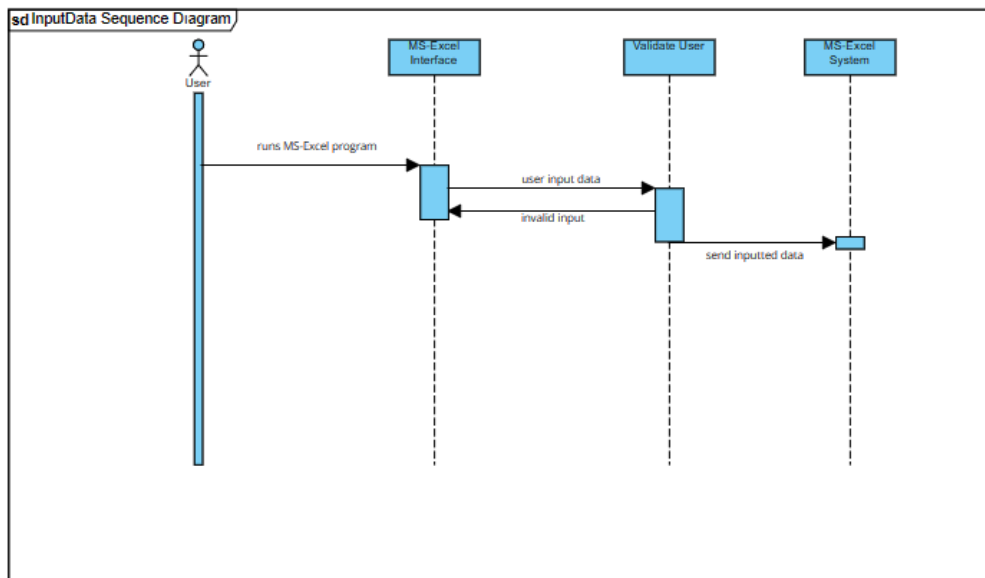 sd InputData Sequence Diagram
User
MS-Excel
Interface
Validate User
MS-Excel
System
runs MS-Excel program
user input data
invalid input
send inputted data